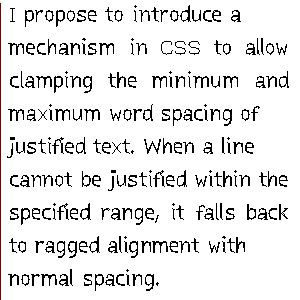 I propose to introduce a
mechanism in CSS to allow
clamping the minimum and
maximum word spacing of
justified text. When a line
cannot be justified within the
specified range, it falls back
to ragged alignment with
normal spacing.